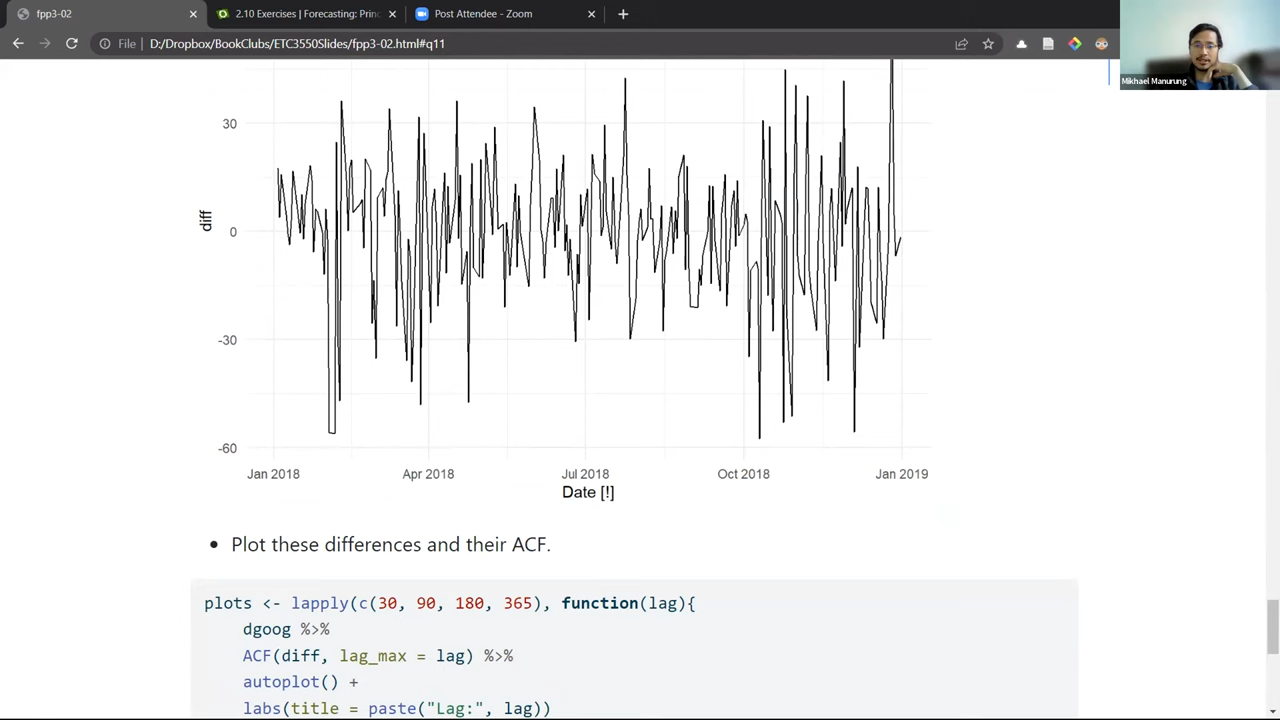 fpp3-02
2.10 Exercises | Forecasting: Princ
Post Attendee - Zoom
File
D:/Dropbox/BookClubs/ETC3550Slides/fpp3-02.html#q11
Mikhael Manurung
30
0
-30
-60
diff
Jan 2018
Apr 2018
Jul 2018
Oct 2018
Jan 2019
Date [!]
• Plot these differences and their ACF.
plots <- lapply(c(30, 90, 180, 365), function(lag){
dgoog %>%
ACF(diff, lag_max = lag) %>%
autoplot() +
labs(title = paste("Lag:", lag))